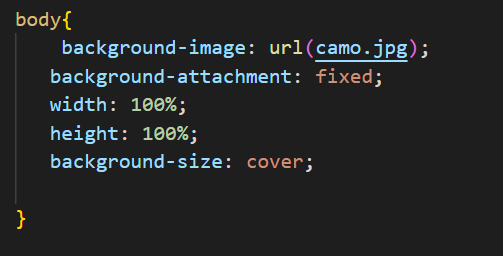 body{
background-image: url(camo.jpg);
background-attachment: fixed;
width: 100%;
height: 100%;
background-size: cover;
}